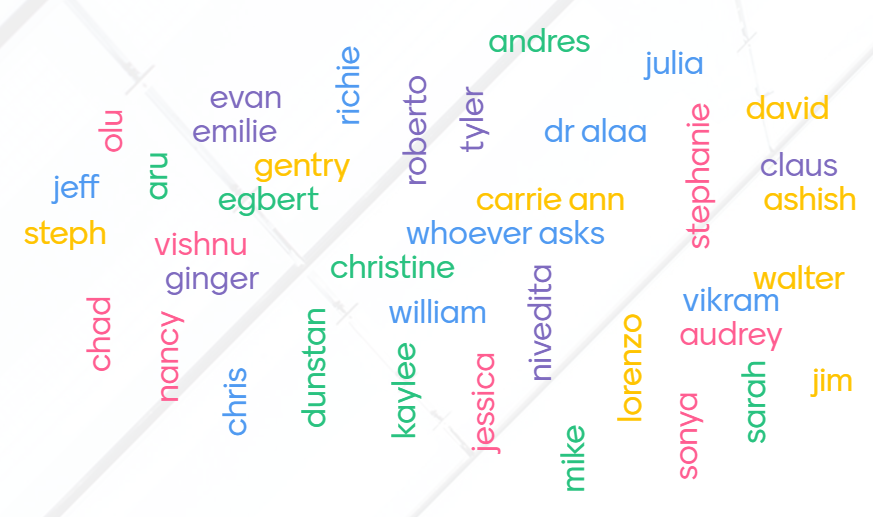 andres
julia
richie
evan
roberto
tyler
david
stephanie
olu
emilie
dr alaa
aru
gentry
claus
jeff
egbert
carrie ann
ashish
steph
vishnu
whoever asks
christine
ginger
nivedita
walter
vikram
chad
nancy
william
dunstan
lorenzo
audrey
chris
kaylee
jessica
sarah
jim
mike
sonya